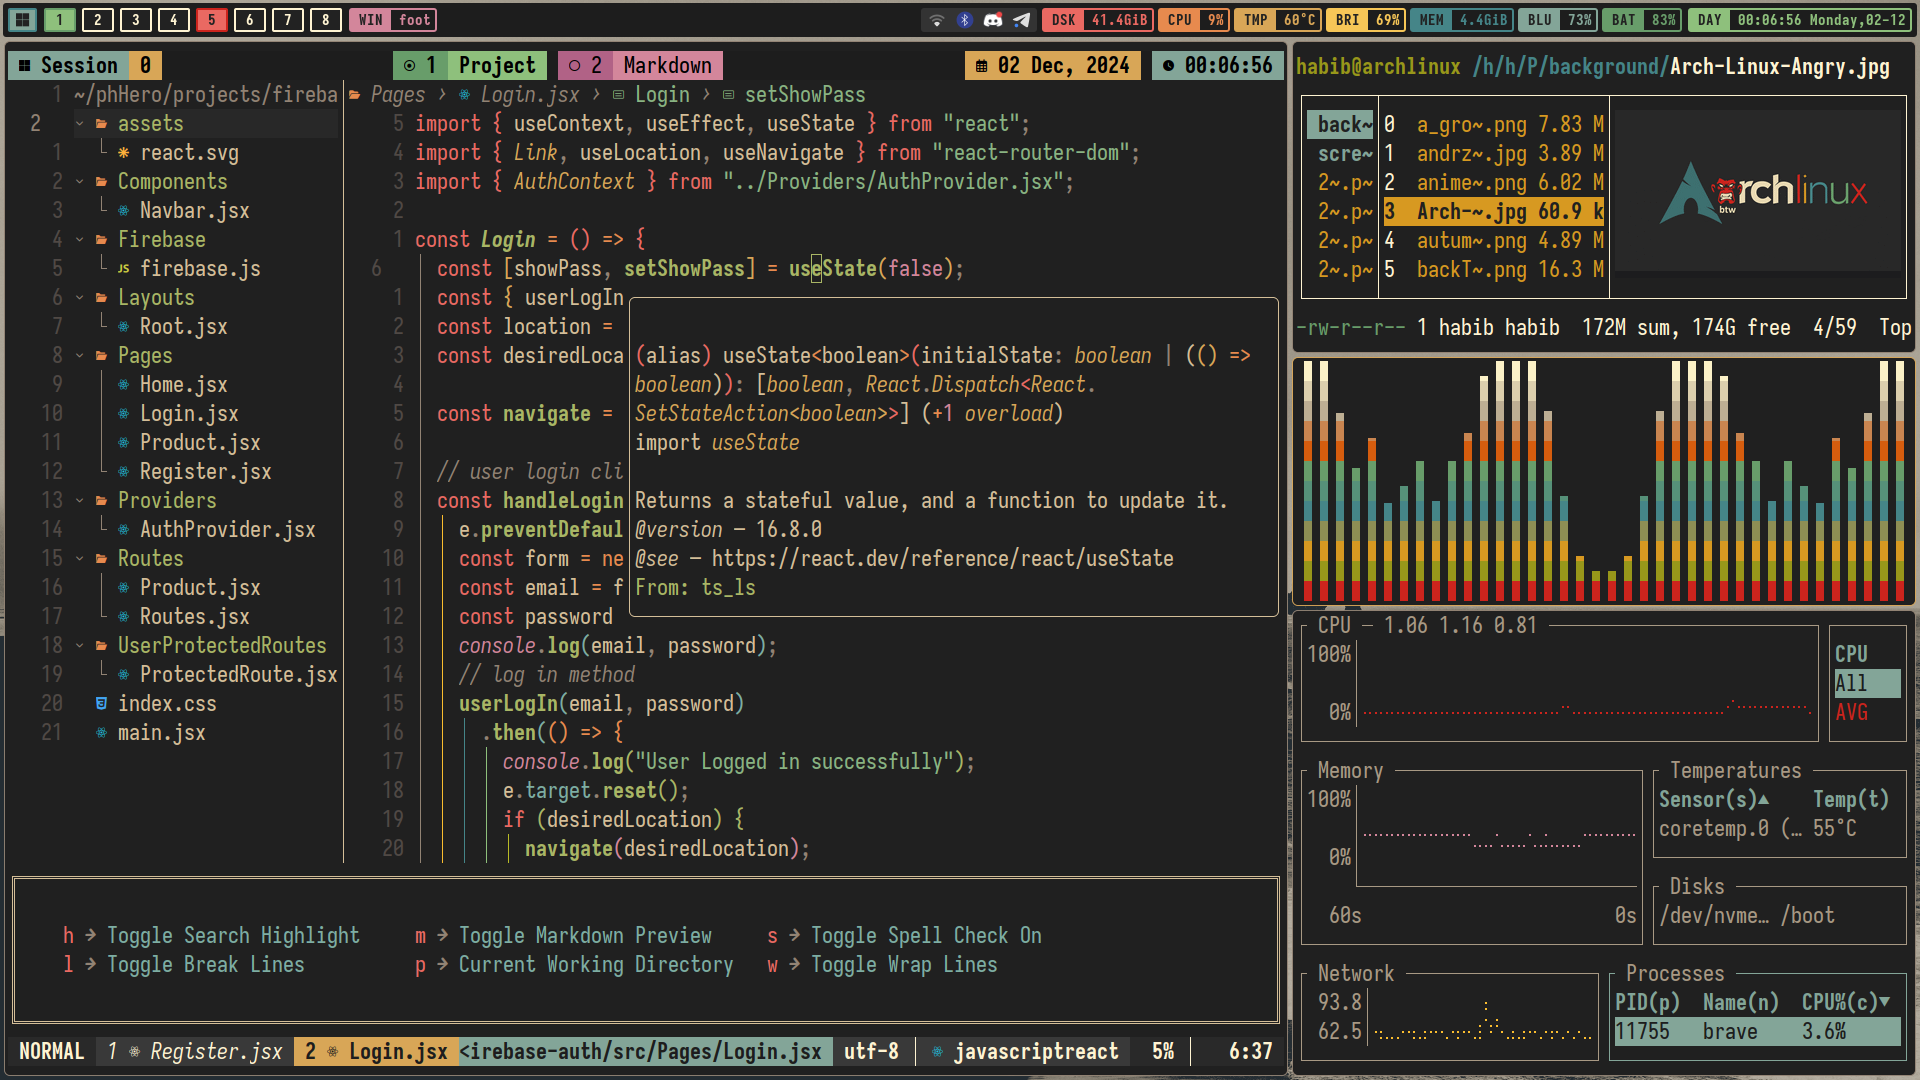 1 2 3 4 5 6 7 8 WIN foot DSK 41.4GiB CPU 9% TMP 60°C BRI 69% MEM 4.4GiB BLU 73% BAT 83% DAY 00:06:56 Monday,02-12
Session 0 1 Project 2 Markdown 02 Dec, 2024 00:06:56
1 ~/phHero/projects/fireba
2 assets
1 react.svg
2 Components
3 Navbar.jsx
4 Firebase
5 JS firebase.js
6 Layouts
7 Root.jsx
8 Pages
9 Home.jsx
10 Login.jsx
11 Product.jsx
12 Register.jsx
13 Providers
14 AuthProvider.jsx
15 Routes
16 Product.jsx
17 Routes.jsx
18 UserProtectedRoutes
19 ProtectedRoute.jsx
20 index.css
21 main.jsx
Pages > Login.jsx > Login > setShowPass
5 import { useContext, useEffect, useState } from "react";
4 import { Link, useLocation, useNavigate } from "react-router-dom";
3 import { AuthContext } from "../Providers/AuthProvider.jsx";
2
1 const Login = () => {
6 const [showPass, setShowPass] = useState(false);
1 const { userLogIn
2 const location =
3 const desiredLoca
4
5 const navigate =
6
7 // user login cli
8 const handleLogin
9 e.preventDefaul
10 const form = ne
11 const email = f
12 const password
13 console.log(email, password);
14 // log in method
15 userLogIn(email, password)
16 .then(() => {
17 console.log("User Logged in successfully");
18 e.target.reset();
19 if (desiredLocation) {
20 navigate(desiredLocation);
(alias) useState<boolean>(initialState: boolean | (() =>
boolean)): [boolean, React.Dispatch<React.
SetStateAction<boolean>>] (+1 overload)
import useState
Returns a stateful value, and a function to update it.
@version — 16.8.0
@see — https://react.dev/reference/react/useState
From: ts_ls
h → Toggle Search Highlight m → Toggle Markdown Preview s → Toggle Spell Check On
l → Toggle Break Lines p → Current Working Directory w → Toggle Wrap Lines
NORMAL 1 Register.jsx 2 Login.jsx <irebase-auth/src/Pages/Login.jsx utf-8 javascriptreact 5% 6:37
habib@archlinux /h/h/P/background/Arch-Linux-Angry.jpg
back~ 0 a_gro~.png 7.83 M
scre~ 1 andrz~.jpg 3.89 M
2~.p~ 2 anime~.png 6.02 M
2~.p~ 3 Arch-~.jpg 60.9 k
2~.p~ 4 autum~.png 4.89 M
2~.p~ 5 backT~.png 16.3 M
archlinux
btw
-rw-r--r-- 1 habib habib 172M sum, 174G free 4/59 Top
CPU — 1.06 1.16 0.81
100%
0%
CPU
All
AVG
Memory
100%
0%
60s 0s
Temperatures
Sensor(s)▲ Temp(t)
coretemp.0 (… 55°C
Disks
/dev/nvme… /boot
Network
93.8
62.5
Processes
PID(p) Name(n) CPU%(c)▼
11755 brave 3.6%